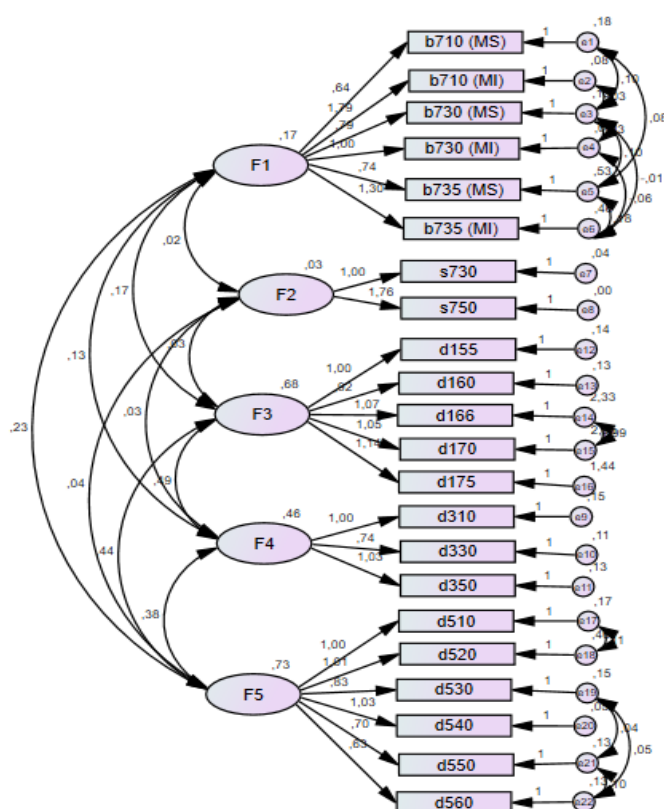 ,18
b710 (MS) 1 e1
,08
,64 b710 (MI) 1 e2 ,10
1,79 b730 (MS) 1 e3 ,08
,17 ,79
1,00 b730 (MI) 1 e4
F1 ,74 ,53 ,10 -,01
b735 (MS) 1 e5 ,06
1,30
b735 (MI) 1 e6
,02 ,03 ,04
1,00 s730 1 e7
F2 ,00
,17 1,76 s750 1 e8
,14
,13 d155 1 e12
1,00 ,13
,68 d160 1 e13
,03 1,07 2,33
F3 d166 1 e14
1,05
d170 1 e15
1,14 1,44
,23 d175 1 e16
,04 ,49 ,15
,46 1,00 d310 1 e9
,44 ,74 ,11
F4 d330 1 e10
1,03 ,13
d350 1 e11
,38 ,17
d510 1 e17
,73 1,00
1,01 d520 1 e18
,83 ,15
F5 d530 1 e19
1,03
d540 1 e20 ,04
,70 ,13 ,05
d550 1 e21
,63
d560 1 e22